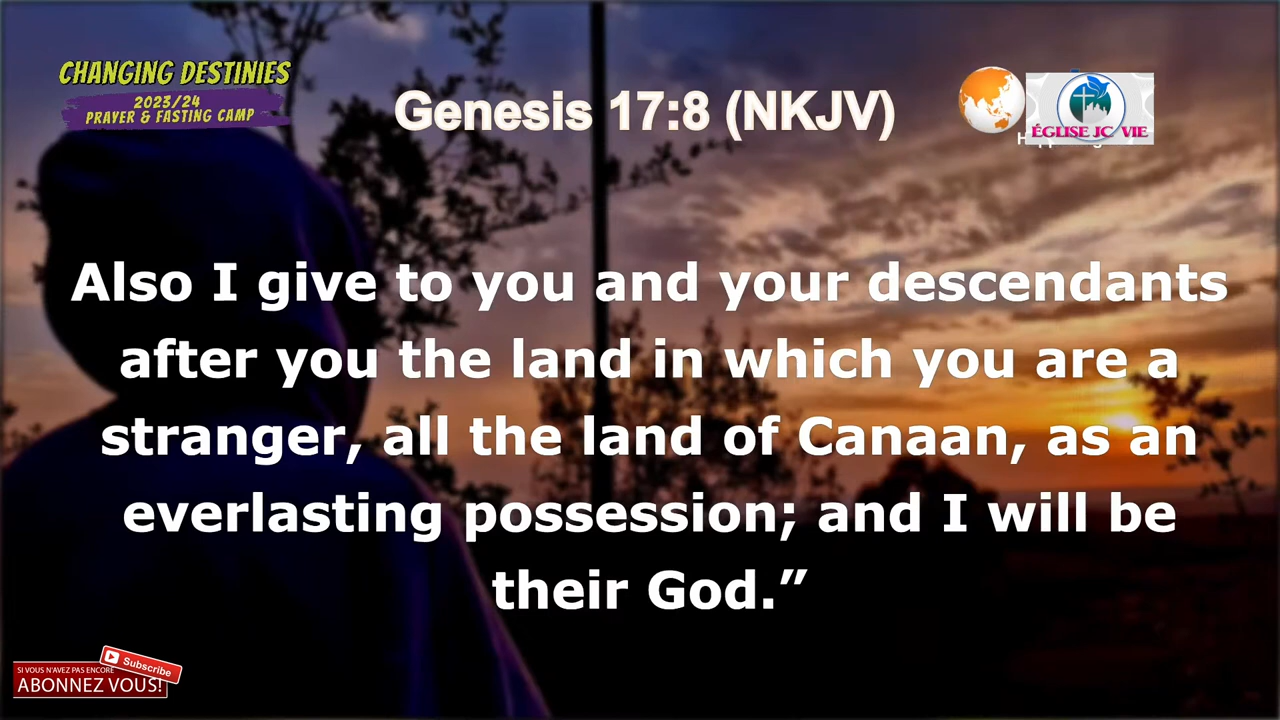 CHANGING DESTINIES
2023/24
PRAYER & FASTING CAMP
Genesis 17:8 (NKJV)
ÉGLISE JC VIE
Also I give to you and your descendants
after you the land in which you are a
stranger, all the land of Canaan, as an
everlasting possession; and I will be
their God.”
SI VOUS N'AVEZ PAS ENCORE
Subscribe
ABONNEZ VOUS!